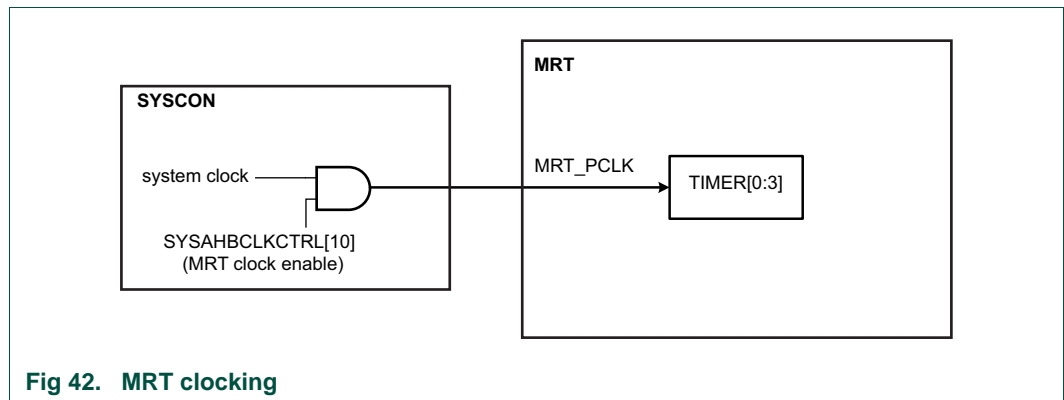 SYSCON
system clock
SYSAHBCLKCTRL[10]
(MRT clock enable)
MRT
MRT_PCLK
TIMER[0:3]
Fig 42. MRT clocking